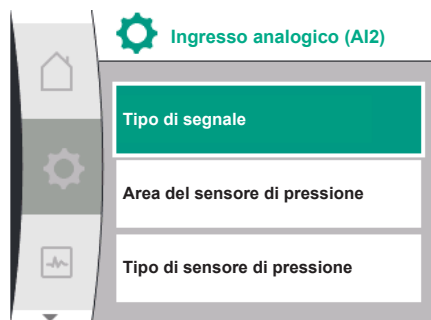 Ingresso analogico (AI2)
Tipo di segnale
Area del sensore di pressione
Tipo di sensore di pressione